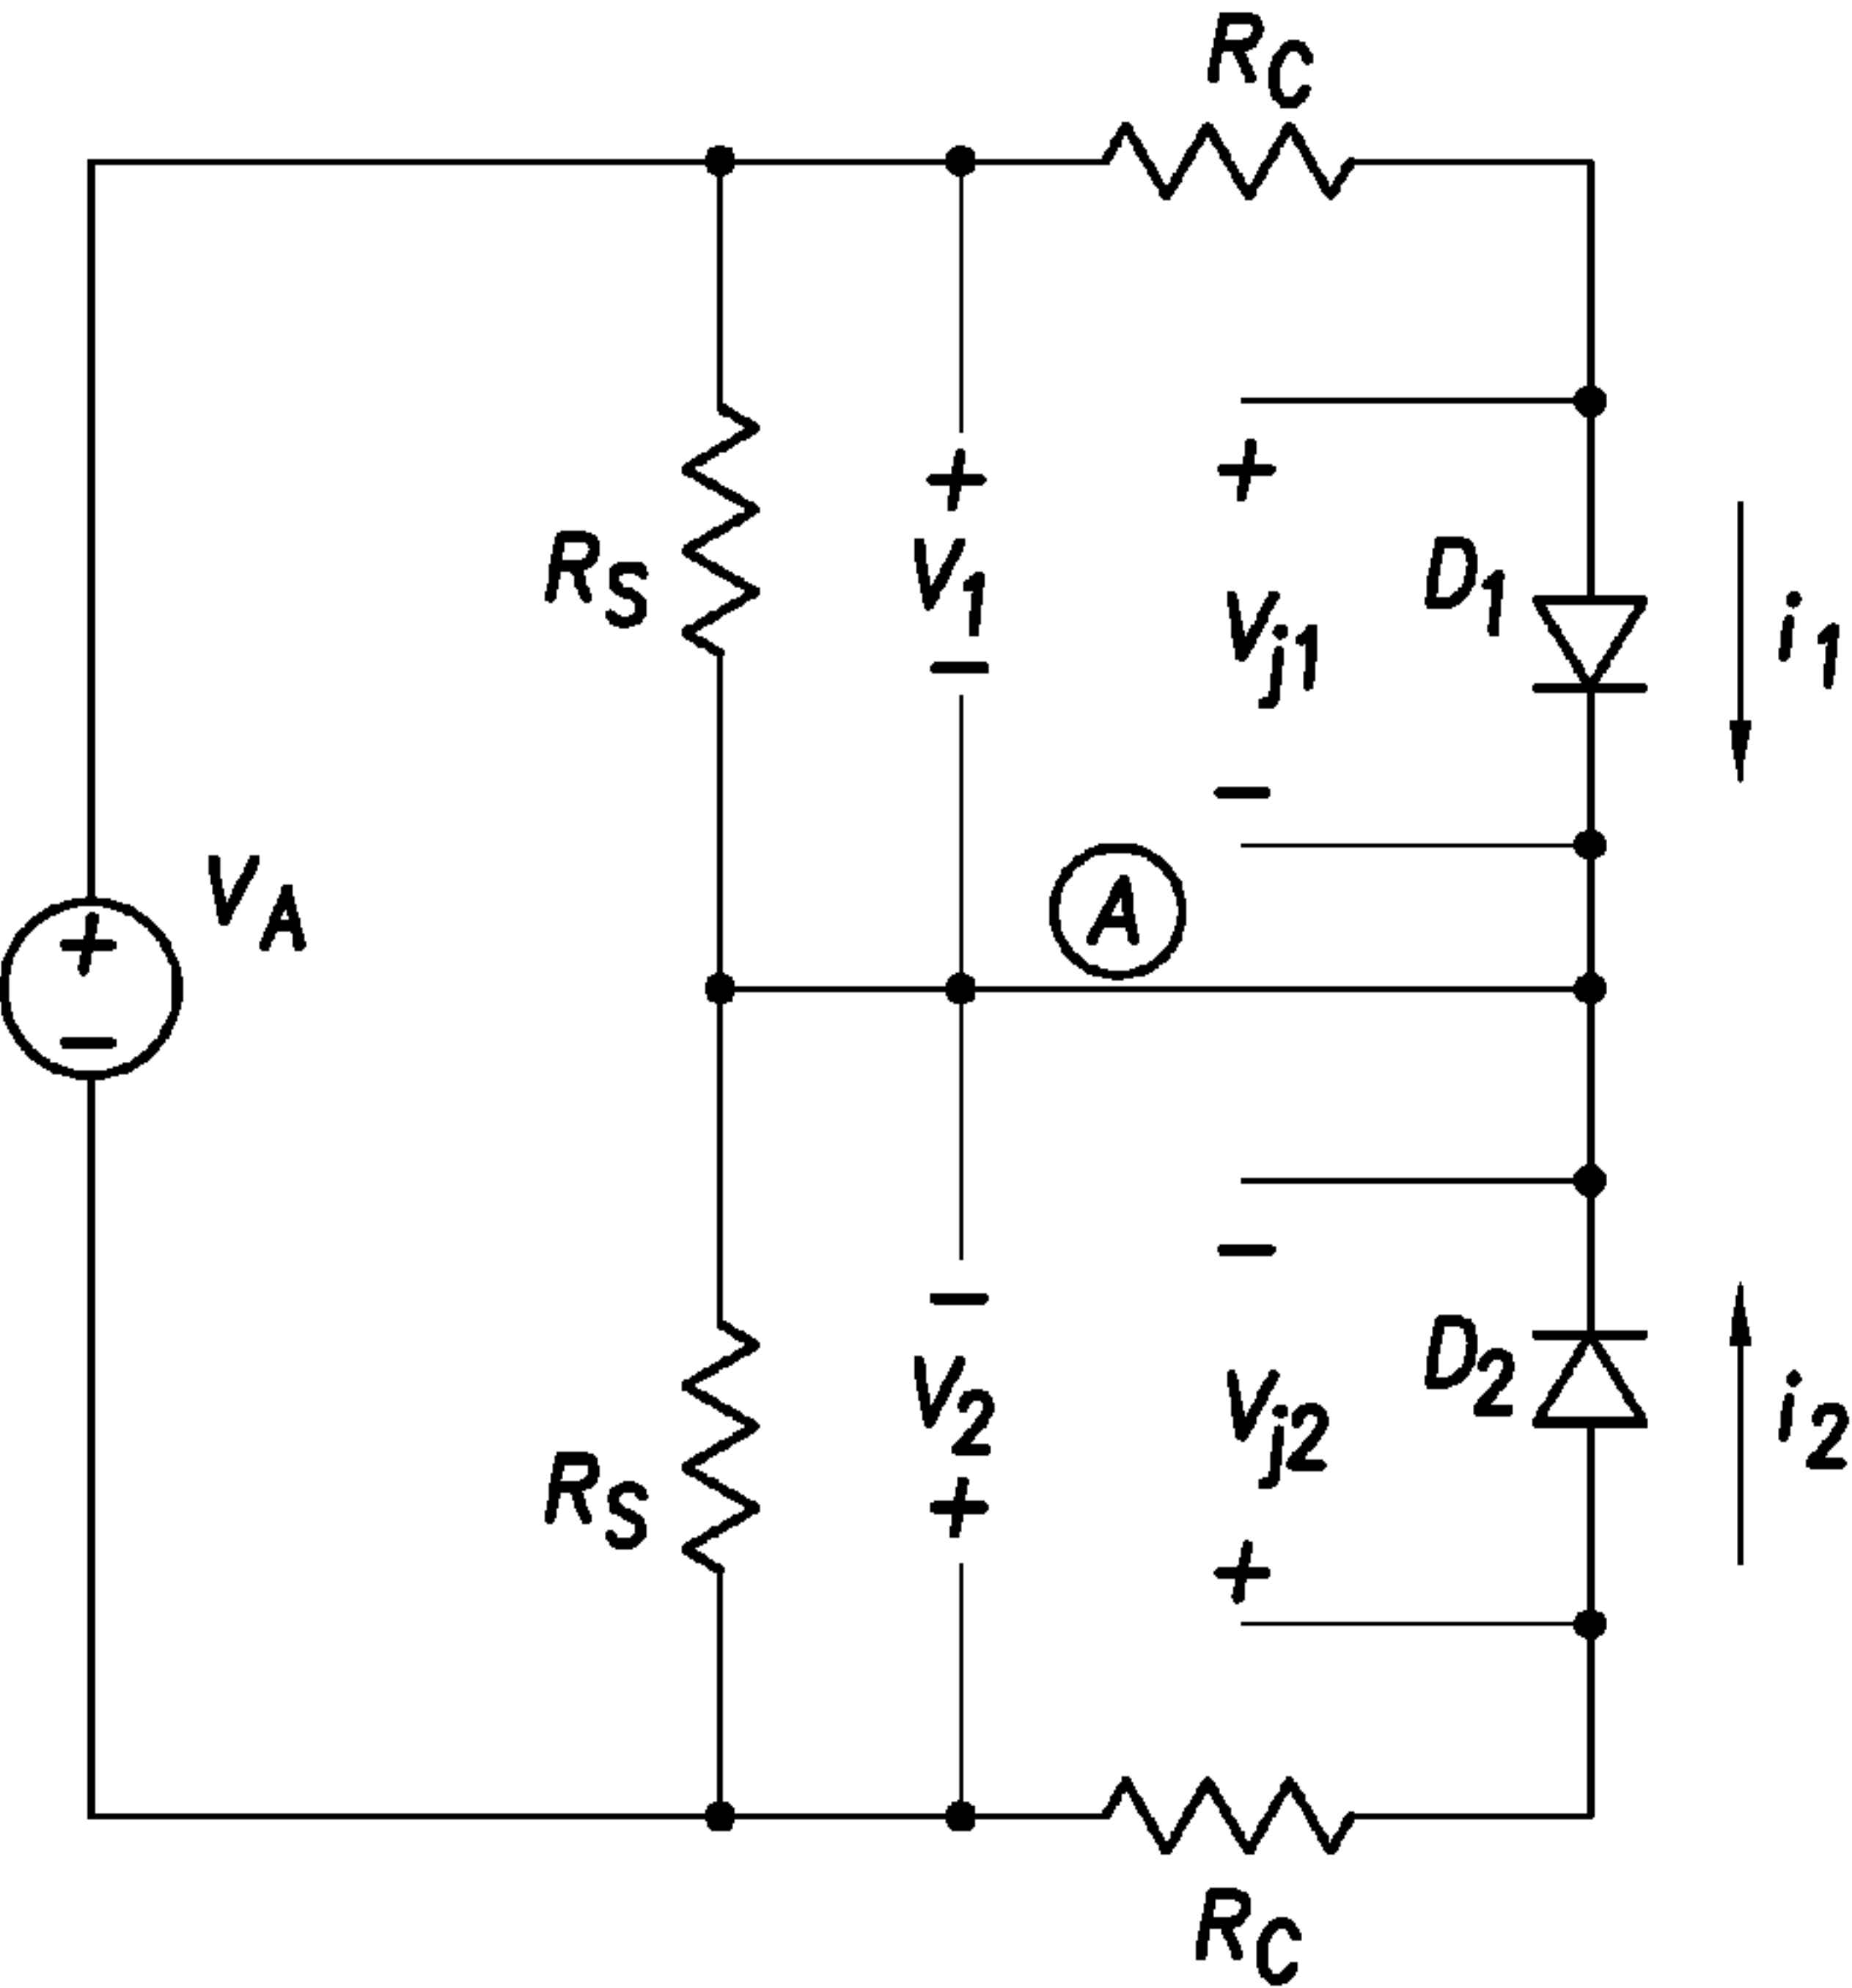 R_C
+
+
R_S
V_1
V_j1
D_1
i_1
−
−
V_A
A
+
−
−
−
V_2
V_j2
D_2
i_2
R_S
+
+
R_C